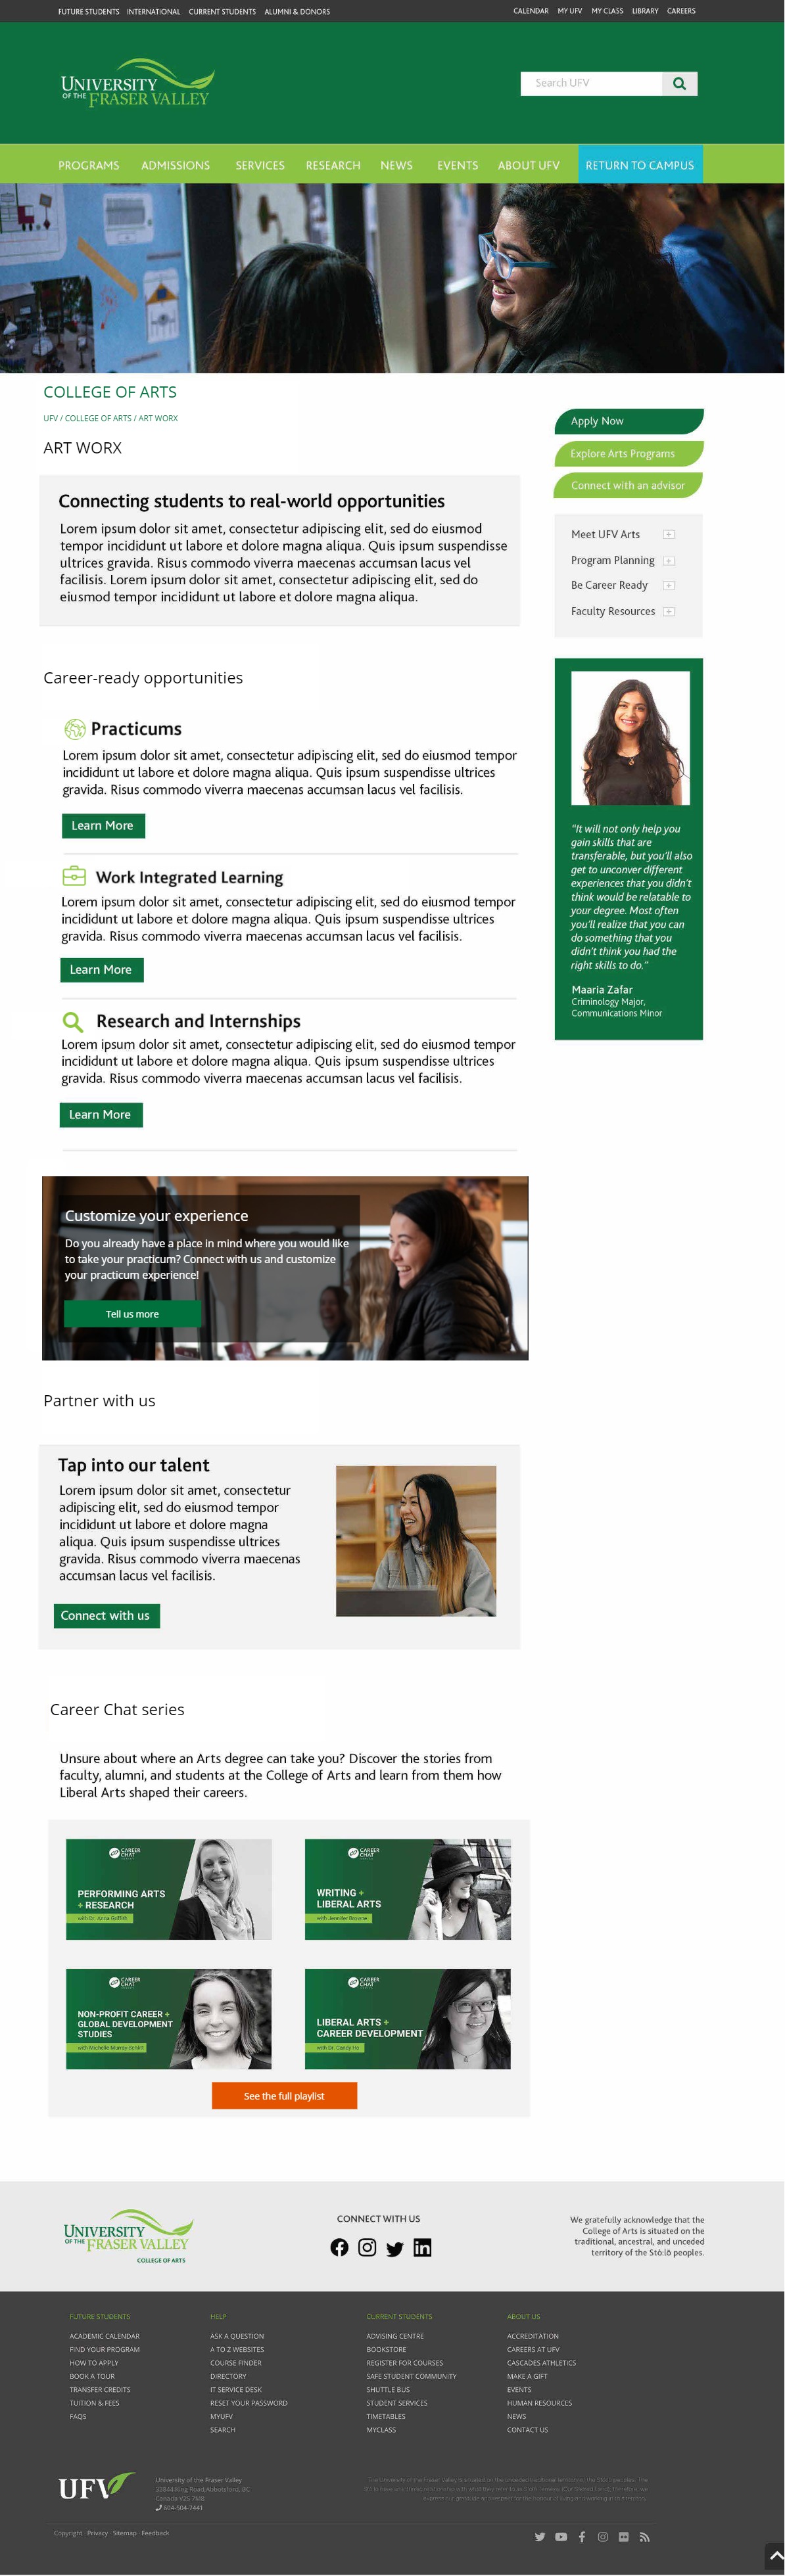 FUTURE STUDENTS INTERNATIONAL CURRENT STUDENTS ALUMNI & DONORS
CALENDAR MY UFV MY CLASS LIBRARY CAREERS
UNIVERSITY
OF THE FRASER VALLEY
Search UFV
PROGRAMS ADMISSIONS SERVICES RESEARCH NEWS EVENTS ABOUT UFV RETURN TO CAMPUS
COLLEGE OF ARTS
UFV / COLLEGE OF ARTS / ART WORX
ART WORX
Connecting students to real-world opportunities
Lorem ipsum dolor sit amet, consectetur adipiscing elit, sed do eiusmod
tempor incididunt ut labore et dolore magna aliqua. Quis ipsum suspendisse
ultrices gravida. Risus commodo viverra maecenas accumsan lacus vel
facilisis. Lorem ipsum dolor sit amet, consectetur adipiscing elit, sed do
eiusmod tempor incididunt ut labore et dolore magna aliqua.
Apply Now
Explore Arts Programs
Connect with an advisor
Meet UFV Arts
Program Planning
Be Career Ready
Faculty Resources
Career-ready opportunities
Practicums
Lorem ipsum dolor sit amet, consectetur adipiscing elit, sed do eiusmod tempor
incididunt ut labore et dolore magna aliqua. Quis ipsum suspendisse ultrices
gravida. Risus commodo viverra maecenas accumsan lacus vel facilisis.
Learn More
Work Integrated Learning
Lorem ipsum dolor sit amet, consectetur adipiscing elit, sed do eiusmod tempor
incididunt ut labore et dolore magna aliqua. Quis ipsum suspendisse ultrices
gravida. Risus commodo viverra maecenas accumsan lacus vel facilisis.
Learn More
Research and Internships
Lorem ipsum dolor sit amet, consectetur adipiscing elit, sed do eiusmod tempor
incididunt ut labore et dolore magna aliqua. Quis ipsum suspendisse ultrices
gravida. Risus commodo viverra maecenas accumsan lacus vel facilisis.
Learn More
"It will not only help you
gain skills that are
transferable, but you'll also
get to unconver different
experiences that you didn't
think would be relatable to
your degree. Most often
you'll realize that you can
do something that you
didn't think you had the
right skills to do."
Maaria Zafar
Criminology Major,
Communications Minor
Customize your experience
Do you already have a place in mind where you would like
to take your practicum? Connect with us and customize
your practicum experience!
Tell us more
Partner with us
Tap into our talent
Lorem ipsum dolor sit amet, consectetur
adipiscing elit, sed do eiusmod tempor
incididunt ut labore et dolore magna
aliqua. Quis ipsum suspendisse ultrices
gravida. Risus commodo viverra maecenas
accumsan lacus vel facilisis.
Connect with us
Career Chat series
Unsure about where an Arts degree can take you? Discover the stories from
faculty, alumni, and students at the College of Arts and learn from them how
Liberal Arts shaped their careers.
CAREER
CHAT
PERFORMING ARTS
+ RESEARCH
with Dr. Anna Griffith
CAREER
CHAT
WRITING +
LIBERAL ARTS
with Jennifer Browne
CAREER
CHAT
NON-PROFIT CAREER +
GLOBAL DEVELOPMENT
STUDIES
with Michelle Murray-Schlitt
CAREER
CHAT
LIBERAL ARTS +
CAREER DEVELOPMENT
with Dr. Candy Ho
See the full playlist
UNIVERSITY
OF THE FRASER VALLEY
COLLEGE OF ARTS
CONNECT WITH US
We gratefully acknowledge that the
College of Arts is situated on the
traditional, ancestral, and unceded
territory of the Stó:lō peoples.
FUTURE STUDENTS
ACADEMIC CALENDAR
FIND YOUR PROGRAM
HOW TO APPLY
BOOK A TOUR
TRANSFER CREDITS
TUITION & FEES
FAQS
HELP
ASK A QUESTION
A TO Z WEBSITES
COURSE FINDER
DIRECTORY
IT SERVICE DESK
RESET YOUR PASSWORD
MYUFV
SEARCH
CURRENT STUDENTS
ADVISING CENTRE
BOOKSTORE
REGISTER FOR COURSES
SAFE STUDENT COMMUNITY
SHUTTLE BUS
STUDENT SERVICES
TIMETABLES
MYCLASS
ABOUT US
ACCREDITATION
CAREERS AT UFV
CASCADES ATHLETICS
MAKE A GIFT
EVENTS
HUMAN RESOURCES
NEWS
CONTACT US
UFV
University of the Fraser Valley
33844 King Road, Abbotsford, BC,
Canada V2S 7M8
604-504-7441
Copyright · Privacy · Sitemap · Feedback